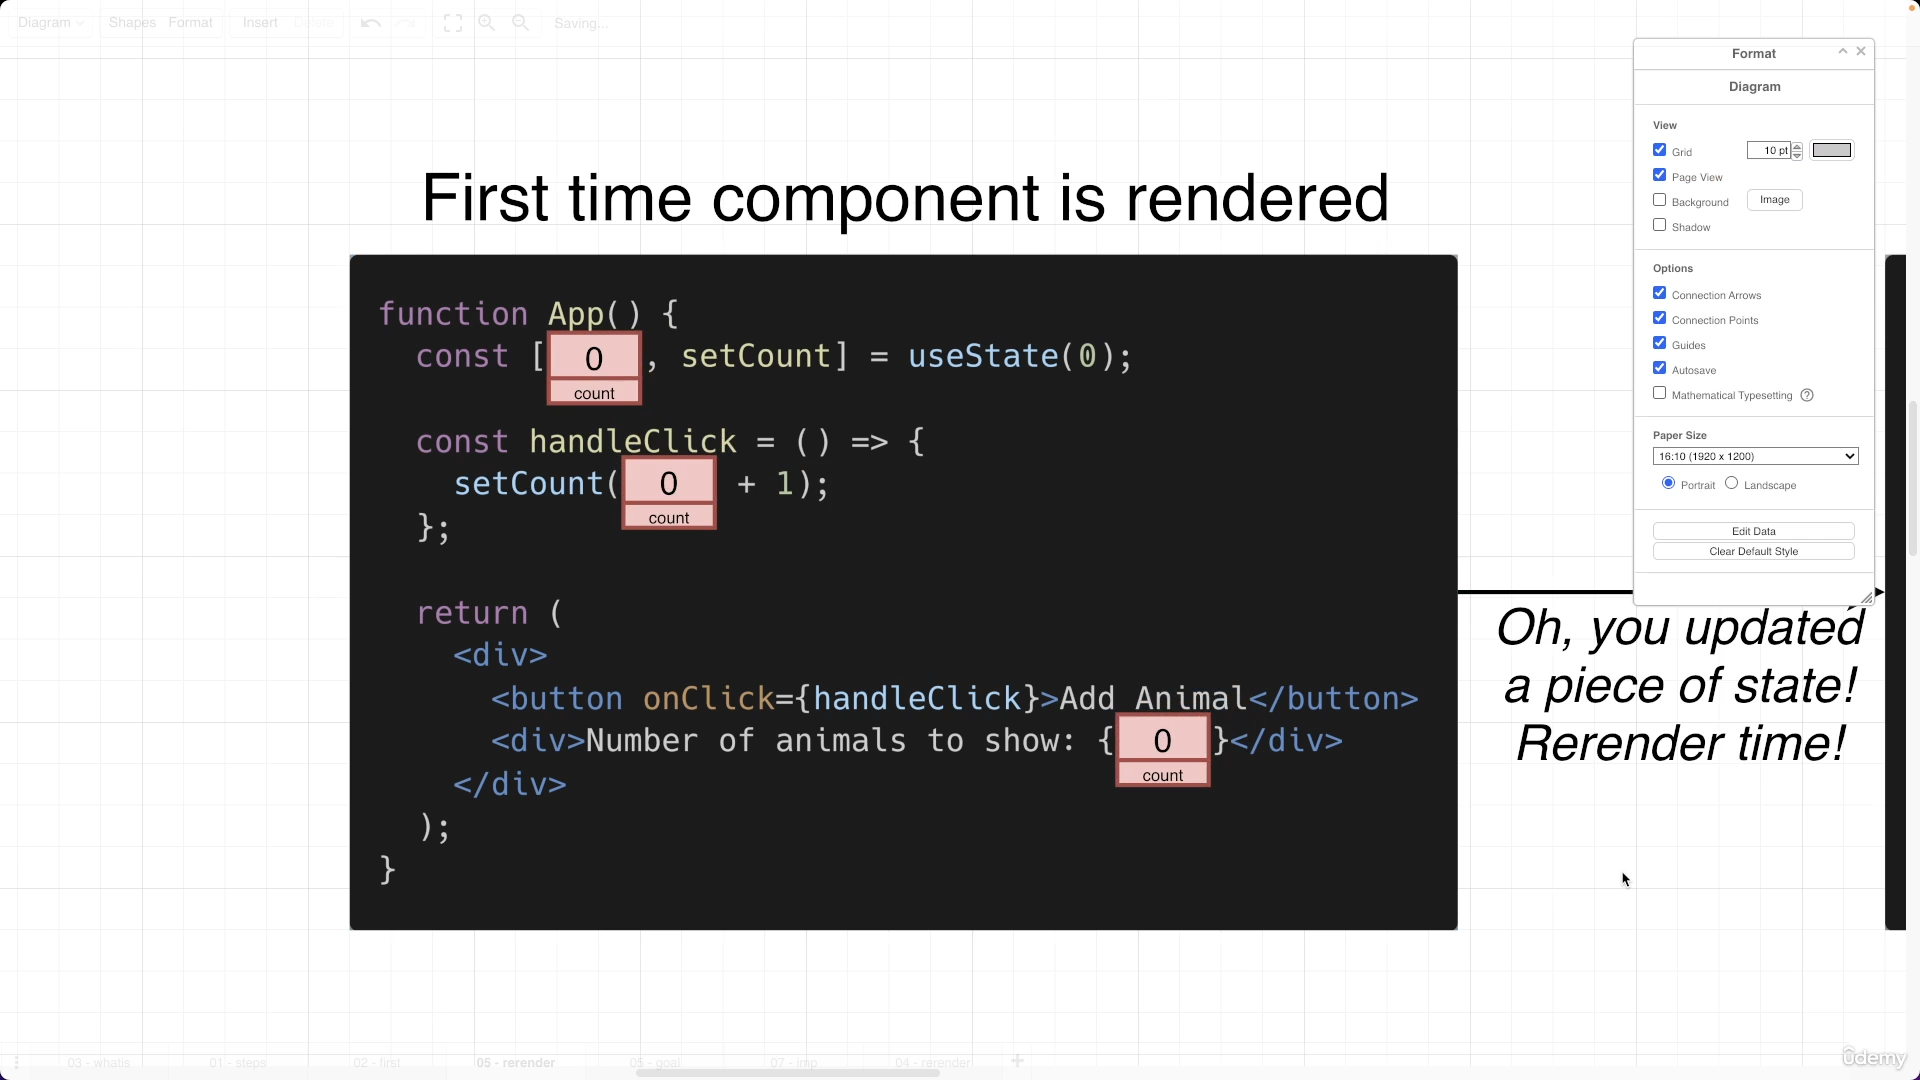 Diagram Shapes Format Insert Delete Saving...
Format
Diagram
View
Grid 10 pt
Page View
Background Image
Shadow
Options
Connection Arrows
Connection Points
Guides
Autosave
Mathematical Typesetting ?
Paper Size
16:10 (1920 x 1200)
Portrait Landscape
Edit Data
Clear Default Style
First time component is rendered
function App() {
const [ 0 , setCount] = useState(0);
count
const handleClick = () => {
setCount( 0 + 1);
count
};
return (
<div>
<button onClick={handleClick}>Add Animal</button>
<div>Number of animals to show: { 0 }</div>
count
</div>
);
}
Oh, you updated
a piece of state!
Rerender time!
03 - whatis 01 - steps 02 - first 05 - rerender 05 - goal 07 - imp 04 - rerender
ûdemy